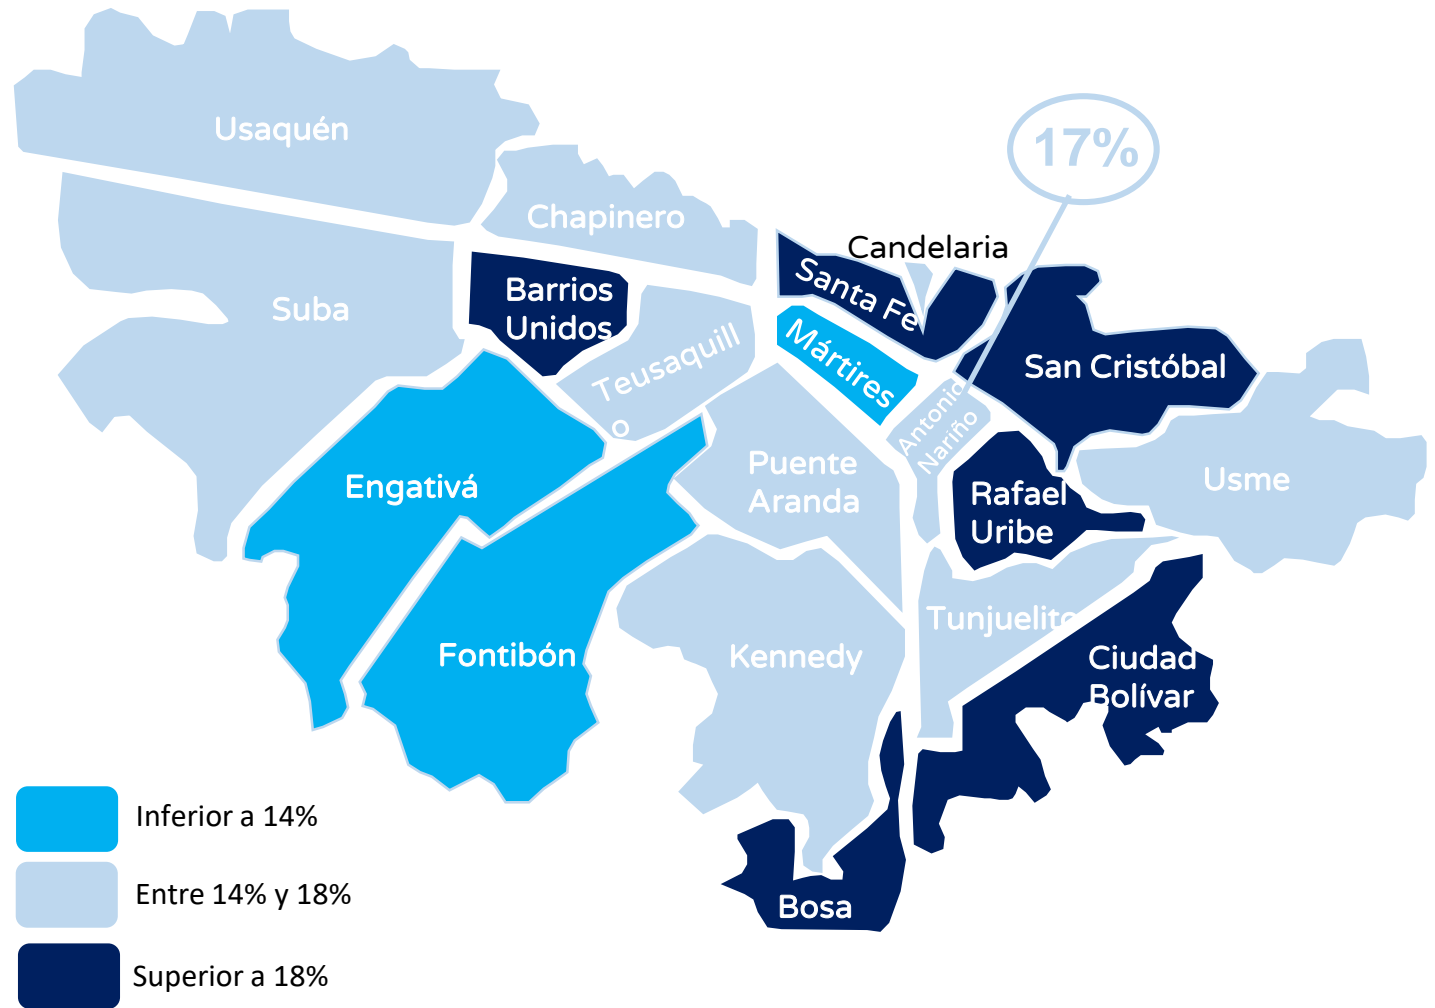 Usaquén
17%
Chapinero
Candelaria
Santa Fe
Barrios
Unidos
Suba
Teusaquill
o
Mártires
San Cristóbal
Antonio
Nariño
Puente
Aranda
Engativá
Rafael
Uribe
Usme
Tunjuelito
Fontibón
Kennedy
Ciudad
Bolívar
Bosa
Inferior a 14%
Entre 14% y 18%
Superior a 18%